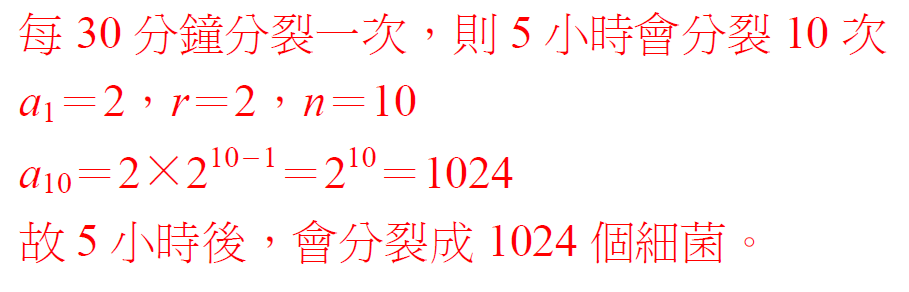 每 30 分鐘分裂一次，則 5 小時會分裂 10 次
a₁＝2，r＝2，n＝10
a₁₀＝2×2¹⁰⁻¹＝2¹⁰＝1024
故 5 小時後，會分裂成 1024 個細菌。